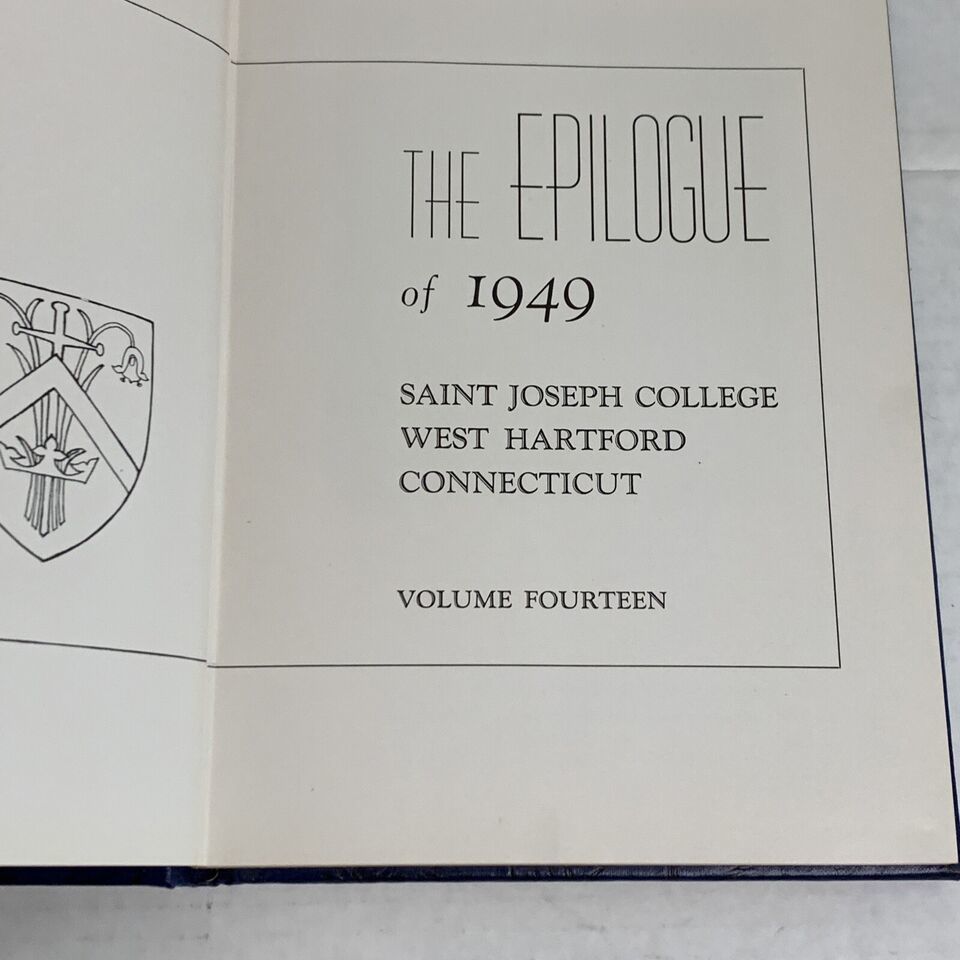 THE EPILOGUE
of 1949
SAINT JOSEPH COLLEGE
WEST HARTFORD
CONNECTICUT
VOLUME FOURTEEN